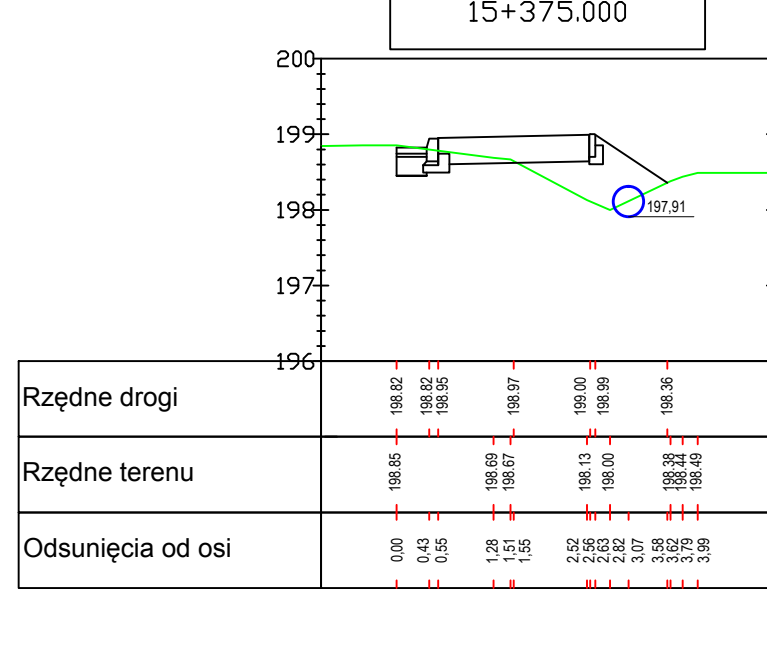 15+375.000
200
199
198
197
196
197,91
Rzędne drogi
198.82 198.82 198.95 198.97 199.00 198.99 198.36
Rzędne terenu
198.85 198.69 198.67 198.13 198.00 198.38 198.44 198.49
Odsunięcia od osi
0,00 0,43 0,55 1,28 1,51 1,55 2,52 2,56 2,63 2,82 3,07 3,58 3,62 3,79 3,99